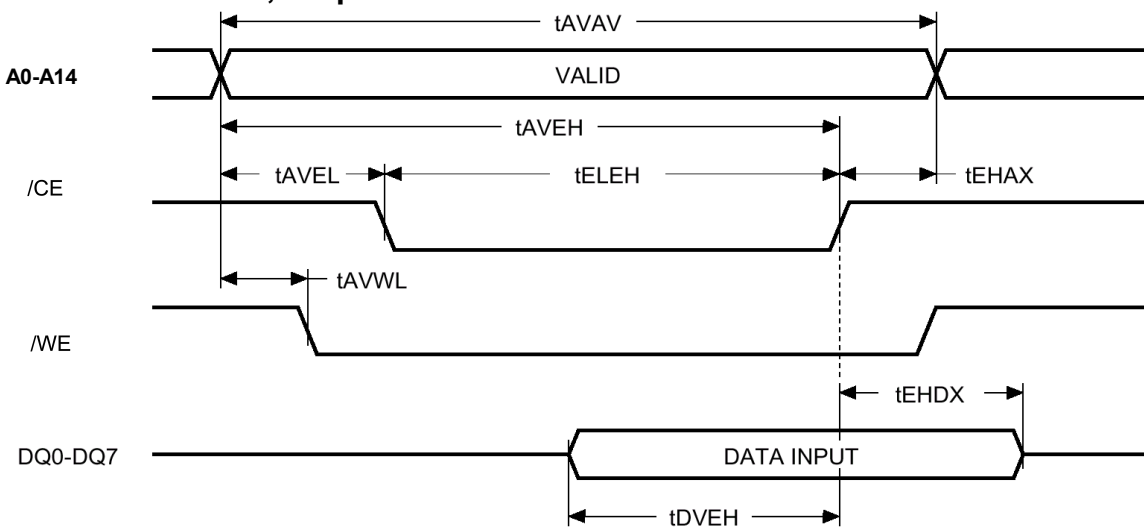 tAVAV
A0-A14 VALID
tAVEH
/CE tAVEL tELEH tEHAX
tAVWL
/WE
tEHDX
DQ0-DQ7 DATA INPUT
tDVEH